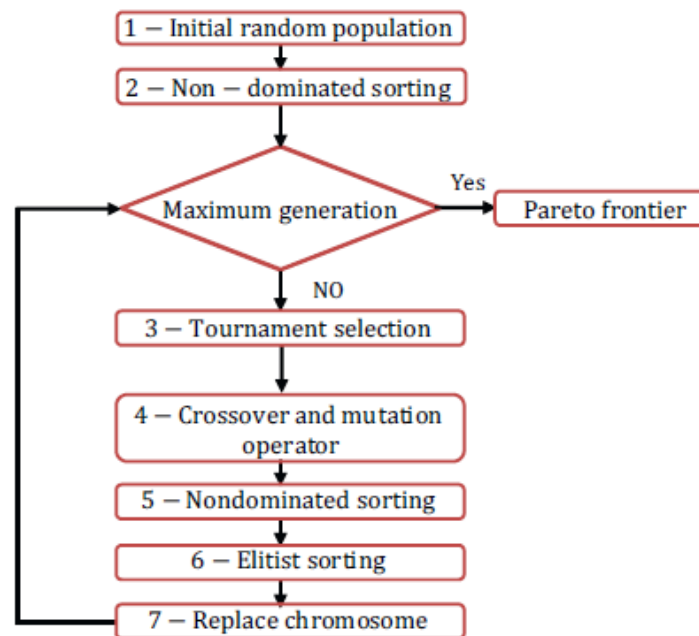 1 − Initial random population
2 − Non − dominated sorting
Maximum generation
Yes
Pareto frontier
NO
3 − Tournament selection
4 − Crossover and mutation
operator
5 − Nondominated sorting
6 − Elitist sorting
7 − Replace chromosome